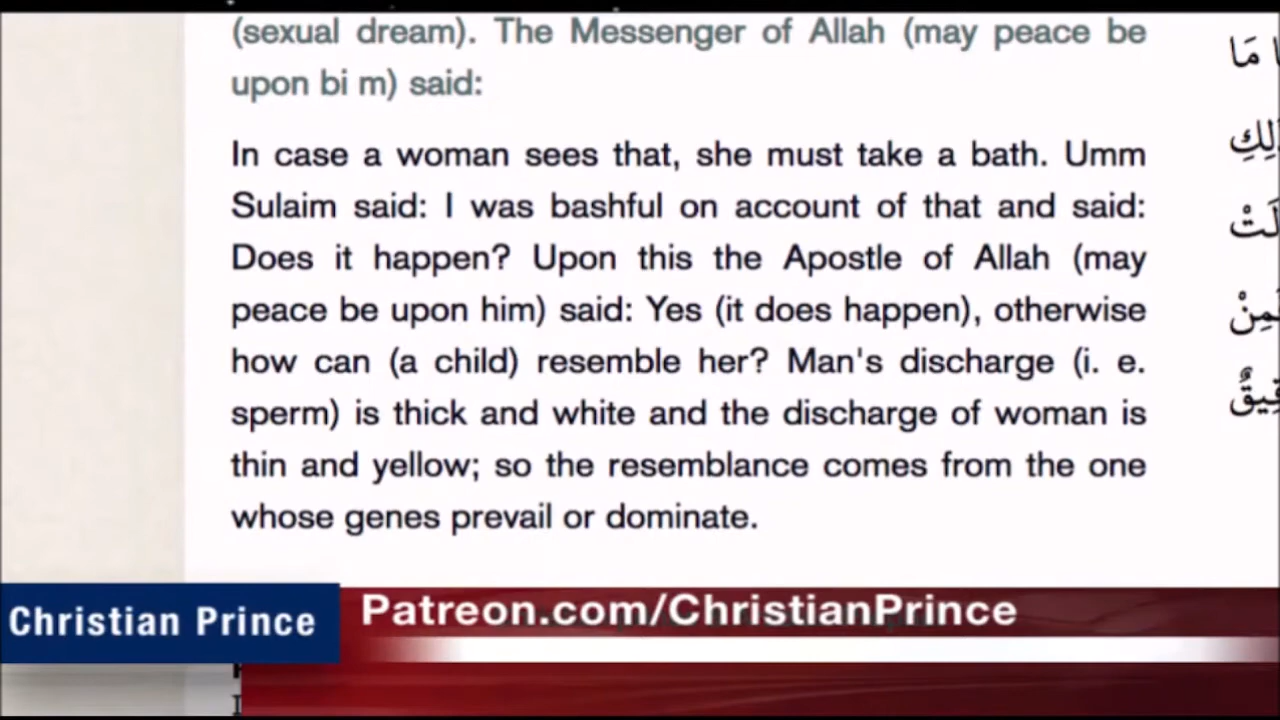 (sexual dream). The Messenger of Allah (may peace be
upon bi m) said:
In case a woman sees that, she must take a bath. Umm
Sulaim said: I was bashful on account of that and said:
Does it happen? Upon this the Apostle of Allah (may
peace be upon him) said: Yes (it does happen), otherwise
how can (a child) resemble her? Man's discharge (i. e.
sperm) is thick and white and the discharge of woman is
thin and yellow; so the resemblance comes from the one
whose genes prevail or dominate.
Christian Prince
Patreon.com/ChristianPrince